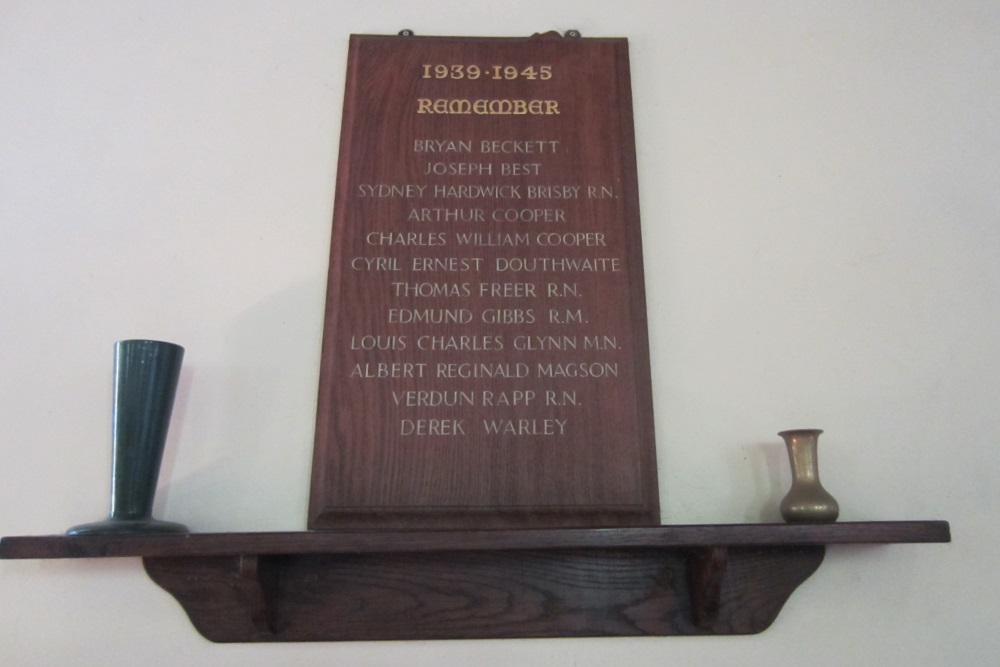 1939·1945
REMEMBER
BRYAN BECKETT
JOSEPH BEST
SYDNEY HARDWICK BRISBY R.N.
ARTHUR COOPER
CHARLES WILLIAM COOPER
CYRIL ERNEST DOUTHWAITE
THOMAS FREER R.N.
EDMUND GIBBS R.M.
LOUIS CHARLES GLYNN M.N.
ALBERT REGINALD MAGSON
VERDUN RAPP R.N.
DEREK WARLEY